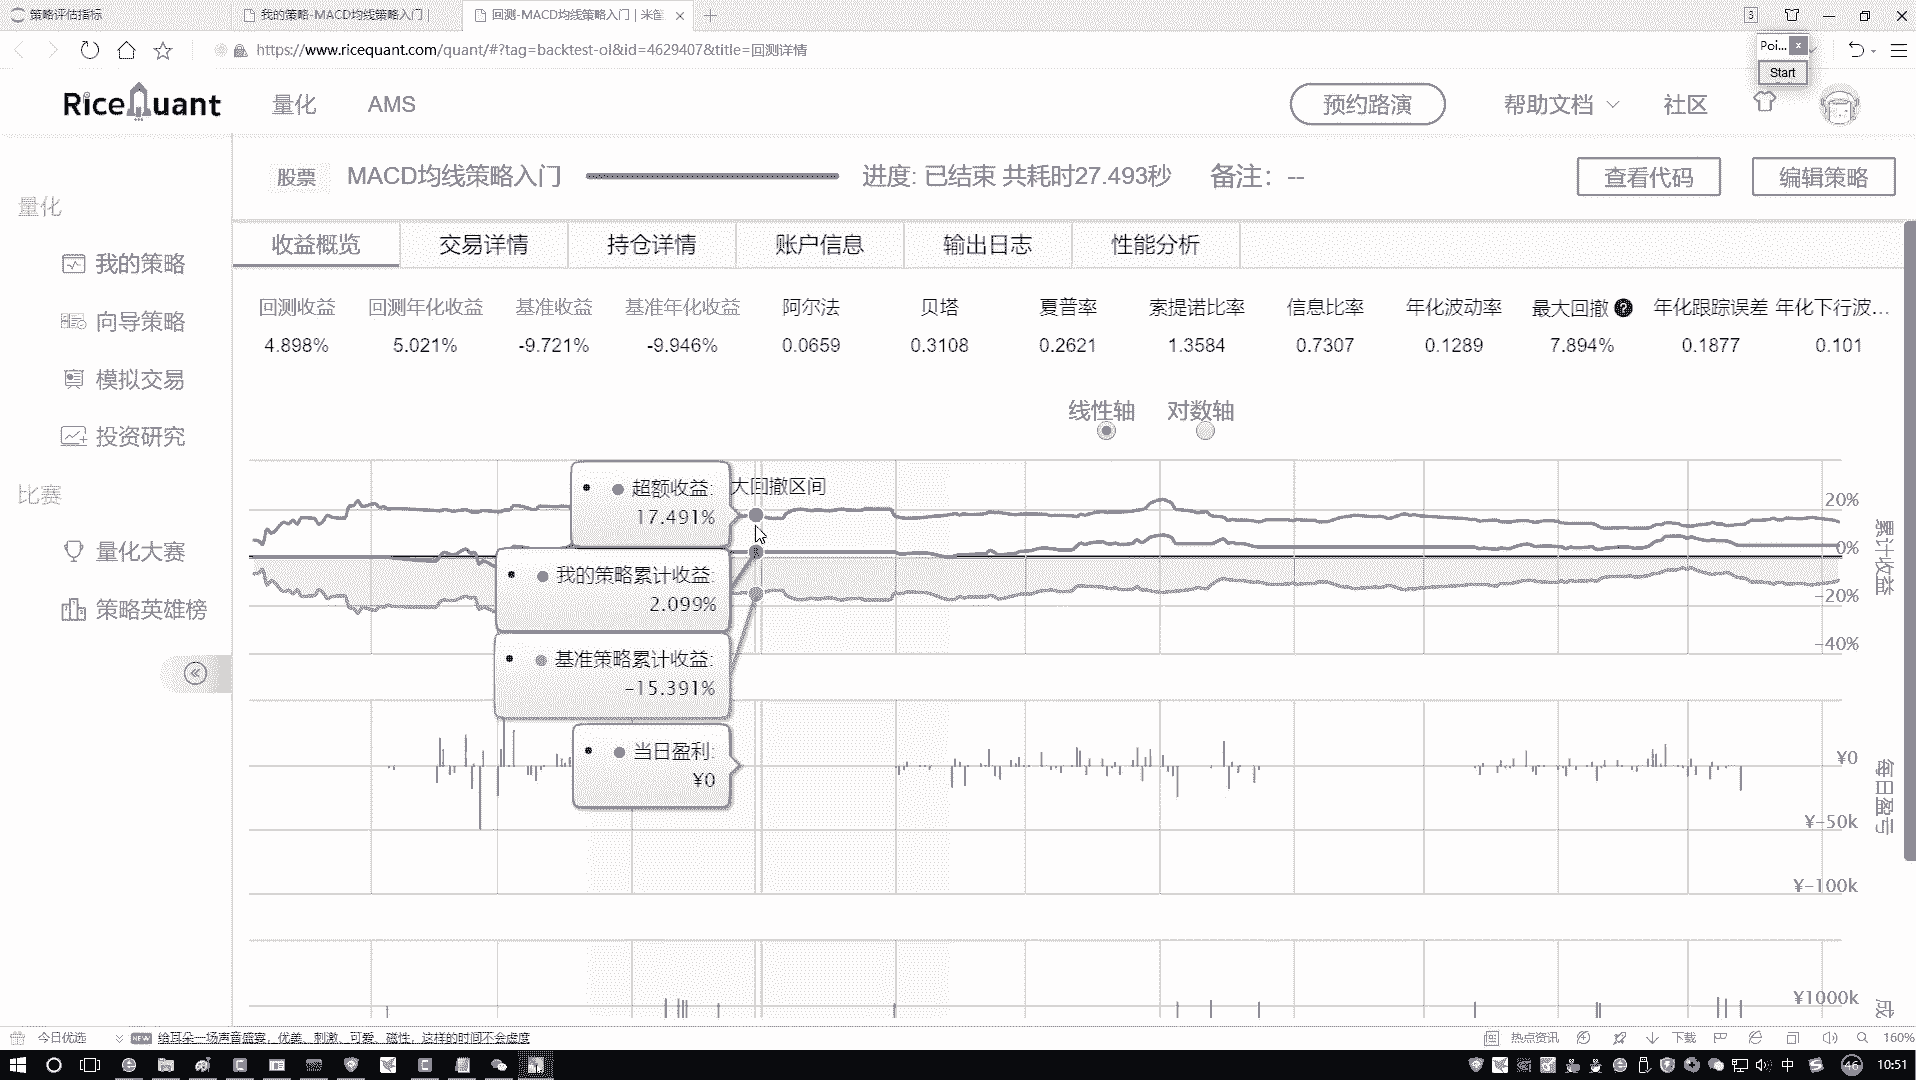 策略评估指标
我的策略-MACD均线策略入门 |
回测-MACD均线策略入门 | 米筐
3
https://www.ricequant.com/quant/#?tag=backtest-ol&id=4629407&title=回测详情
Poi...
Start
RiceQuant
量化
AMS
预约路演
帮助文档
社区
股票
MACD均线策略入门
进度: 已结束 共耗时27.493秒
备注： --
查看代码
编辑策略
量化
我的策略
向导策略
模拟交易
投资研究
比赛
量化大赛
策略英雄榜
收益概览
交易详情
持仓详情
账户信息
输出日志
性能分析
回测收益 回测年化收益 基准收益 基准年化收益 阿尔法 贝塔 夏普率 索提诺比率 信息比率 年化波动率 最大回撤 年化跟踪误差 年化下行波...
4.898% 5.021% -9.721% -9.946% 0.0659 0.3108 0.2621 1.3584 0.7307 0.1289 7.894% 0.1877 0.101
线性轴 对数轴
大回撤区间
超额收益:
17.491%
我的策略累计收益:
2.099%
基准策略累计收益:
-15.391%
当日盈利:
¥0
20%
0%
-20%
-40%
累计收益
¥0
¥-50k
¥-100k
每日盈亏
¥1000k
今日优选
NEW
给耳朵一场声音盛宴，优美、刺激、可爱、磁性，这样的时间不会虚度
热点资讯
下载
160%
中
46
10:51